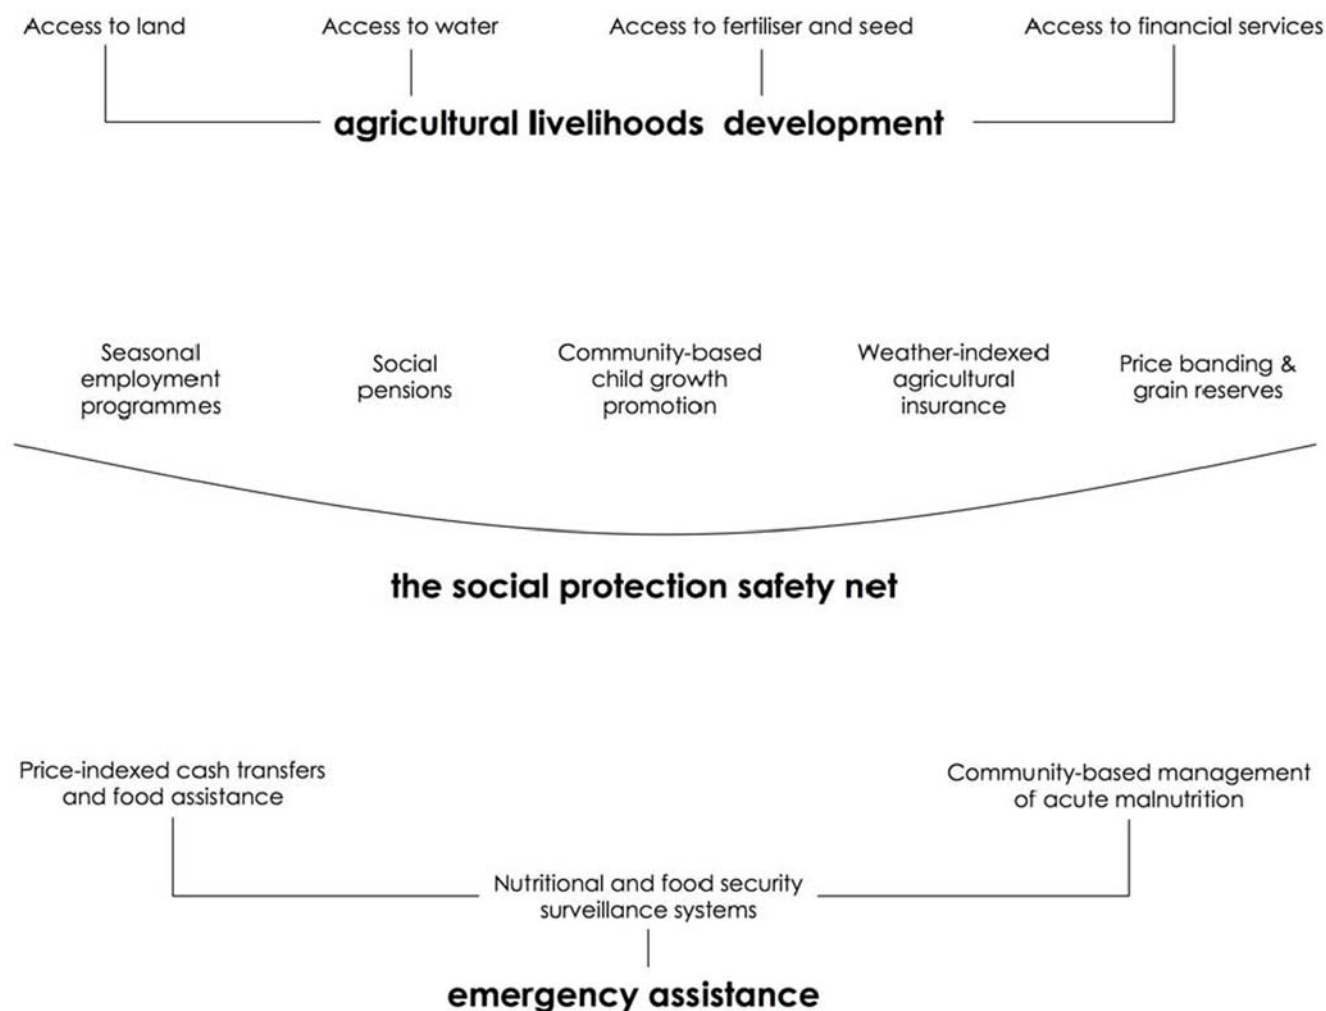 Access to land
Access to water
Access to fertiliser and seed
Access to financial services
agricultural livelihoods development
Seasonal
employment
programmes
Social
pensions
Community-based
child growth
promotion
Weather-indexed
agricultural
insurance
Price banding &
grain reserves
the social protection safety net
Price-indexed cash transfers
and food assistance
Community-based management
of acute malnutrition
Nutritional and food security
surveillance systems
emergency assistance